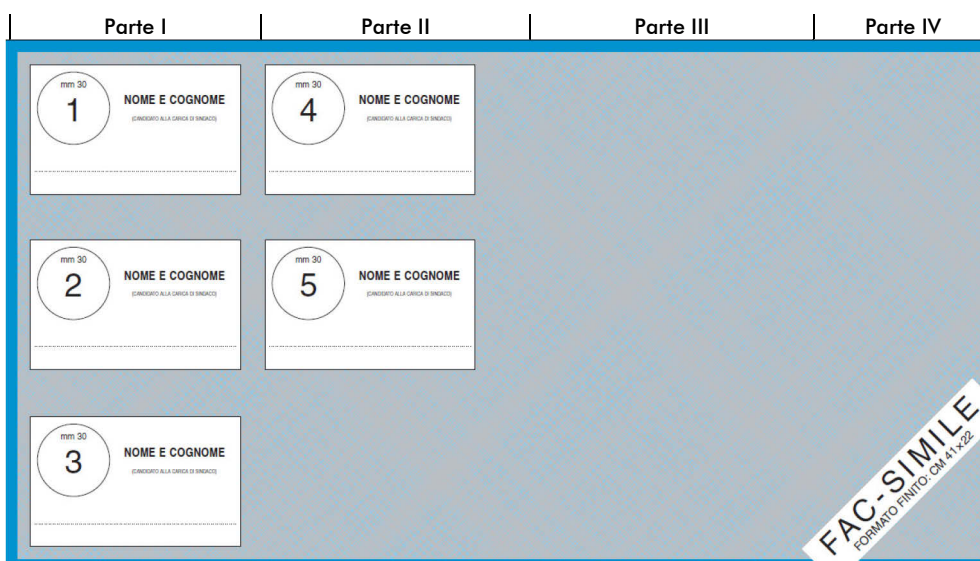 Parte I
Parte II
Parte III
Parte IV
mm 30
1
NOME E COGNOME
(CANDIDATO ALLA CARICA DI SINDACO)
mm 30
4
NOME E COGNOME
(CANDIDATO ALLA CARICA DI SINDACO)
mm 30
2
NOME E COGNOME
(CANDIDATO ALLA CARICA DI SINDACO)
mm 30
5
NOME E COGNOME
(CANDIDATO ALLA CARICA DI SINDACO)
mm 30
3
NOME E COGNOME
(CANDIDATO ALLA CARICA DI SINDACO)
FAC-SIMILE
FORMATO FINITO: CM 41x22